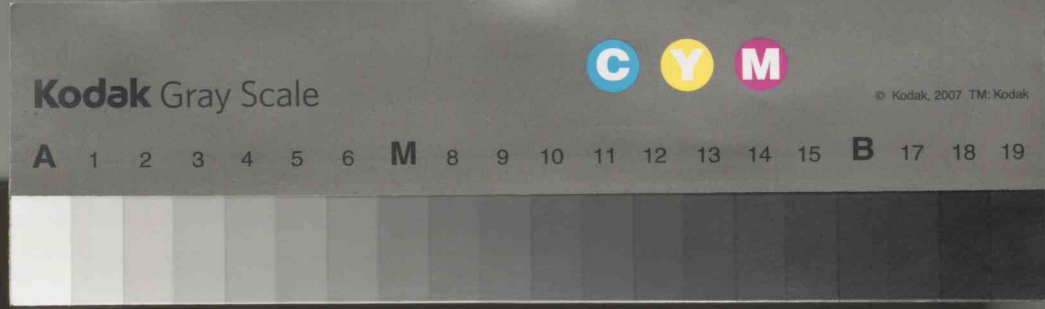 C Y M
Kodak Gray Scale
© Kodak, 2007 TM: Kodak
A 1 2 3 4 5 6 M 8 9 10 11 12 13 14 15 B 17 18 19